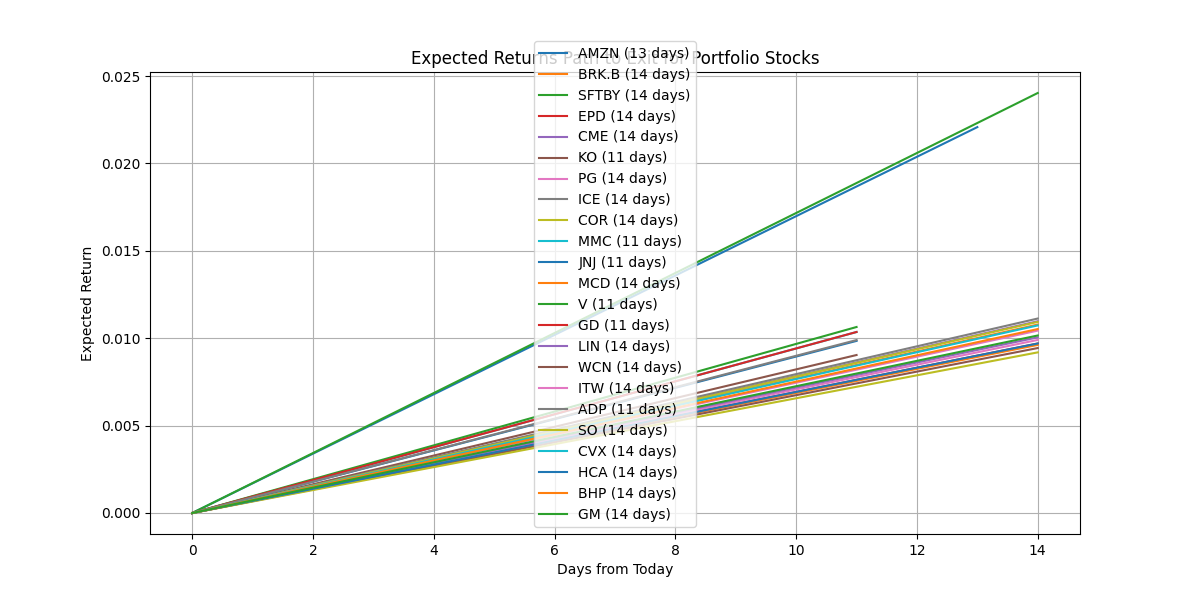 Expected Returns Path to Exit for Portfolio Stocks
AMZN (13 days)
BRK.B (14 days)
SFTBY (14 days)
EPD (14 days)
CME (14 days)
KO (11 days)
PG (14 days)
ICE (14 days)
COR (14 days)
MMC (11 days)
JNJ (11 days)
MCD (14 days)
V (11 days)
GD (11 days)
LIN (14 days)
WCN (14 days)
ITW (14 days)
ADP (11 days)
SO (14 days)
CVX (14 days)
HCA (14 days)
BHP (14 days)
GM (14 days)
0.025
0.020
0.015
0.010
0.005
0.000
Expected Return
0 2 4 6 8 10 12 14
Days from Today